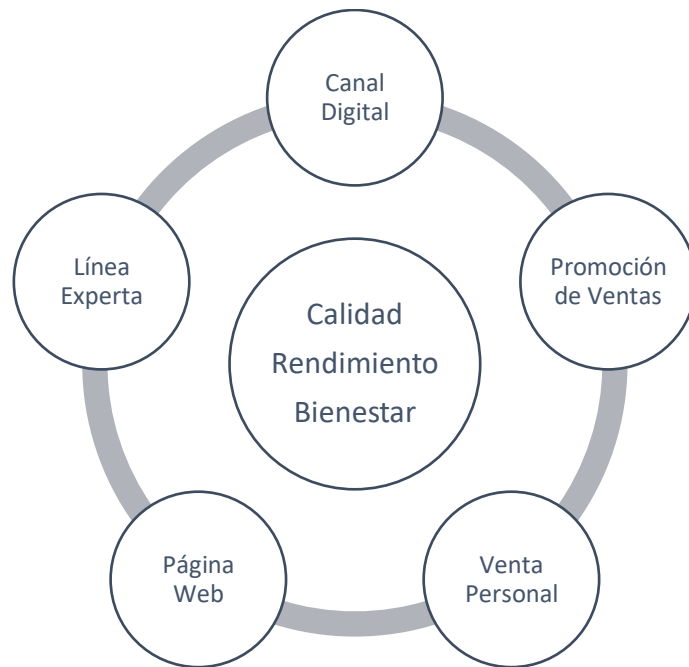 Canal
Digital
Promoción
de Ventas
Venta
Personal
Página
Web
Línea
Experta
Calidad
Rendimiento
Bienestar